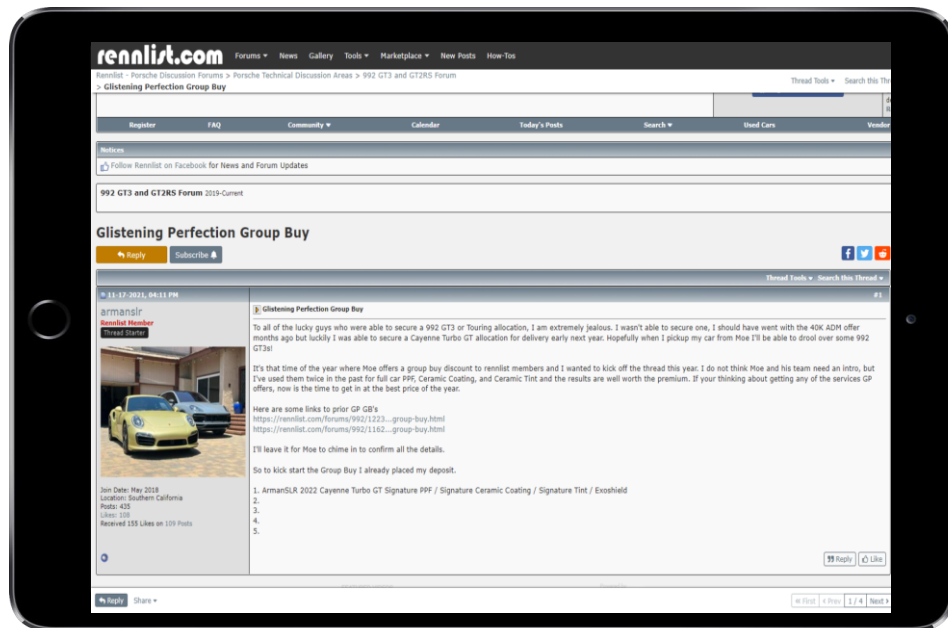 rennlist.com Forums News Gallery Tools Marketplace New Posts How-Tos
Rennlist - Porsche Discussion Forums > Porsche Technical Discussion Areas > 992 GT3 and GT2RS Forum
> Glistening Perfection Group Buy
Thread Tools Search this Thr
Register FAQ Community Calendar Today's Posts Search Used Cars Vendor
Notices
Follow Rennlist on Facebook for News and Forum Updates
992 GT3 and GT2RS Forum 2019-Current
Glistening Perfection Group Buy
Reply Subscribe
Thread Tools Search this Thread
11-17-2021, 04:11 PM #1
armanslr
Rennlist Member
Thread Starter
Join Date: May 2018
Location: Southern California
Posts: 435
Likes: 108
Received 155 Likes on 109 Posts
Glistening Perfection Group Buy
To all of the lucky guys who were able to secure a 992 GT3 or Touring allocation, I am extremely jealous. I wasn't able to secure one, I should have went with the 40K ADM offer
months ago but luckily I was able to secure a Cayenne Turbo GT allocation for delivery early next year. Hopefully when I pickup my car from Moe I'll be able to drool over some 992
GT3s!
It's that time of the year where Moe offers a group buy discount to rennlist members and I wanted to kick off the thread this year. I do not think Moe and his team need an intro, but
I've used them twice in the past for full car PPF, Ceramic Coating, and Ceramic Tint and the results are well worth the premium. If your thinking about getting any of the services GP
offers, now is the time to get in at the best price of the year.
Here are some links to prior GP GB's
https://rennlist.com/forums/992/1223...group-buy.html
https://rennlist.com/forums/992/1162...group-buy.html
I'll leave it for Moe to chime in to confirm all the details.
So to kick start the Group Buy I already placed my deposit.
1. ArmanSLR 2022 Cayenne Turbo GT Signature PPF / Signature Ceramic Coating / Signature Tint / Exoshield
2.
3.
4.
5.
Reply Like
Reply Share
« First < Prev 1 / 4 Next >